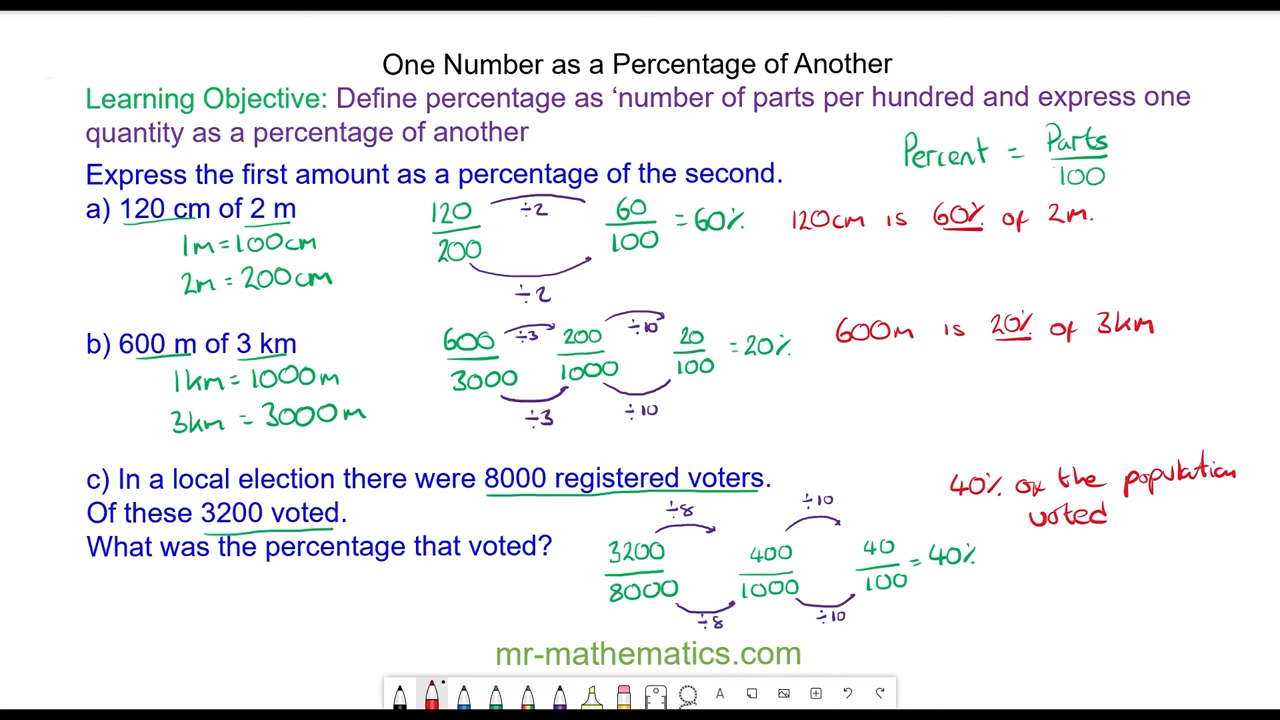 One Number as a Percentage of Another
Learning Objective: Define percentage as ‘number of parts per hundred and express one
quantity as a percentage of another
Percent = Parts
100
Express the first amount as a percentage of the second.
a) 120 cm of 2 m
1m = 100cm
2m = 200cm
120 ÷2 60
200 ÷2 100
= 60%
120cm is 60% of 2m.
b) 600 m of 3 km
1km = 1000m
3km = 3000m
600 ÷3 200 ÷10 20
3000 ÷3 1000 ÷10 100
= 20%
600m is 20% of 3km
c) In a local election there were 8000 registered voters.
Of these 3200 voted.
What was the percentage that voted?
3200 ÷8 400 ÷10 40
8000 ÷8 1000 ÷10 100
= 40%
40% of the population
voted
mr-mathematics.com
A